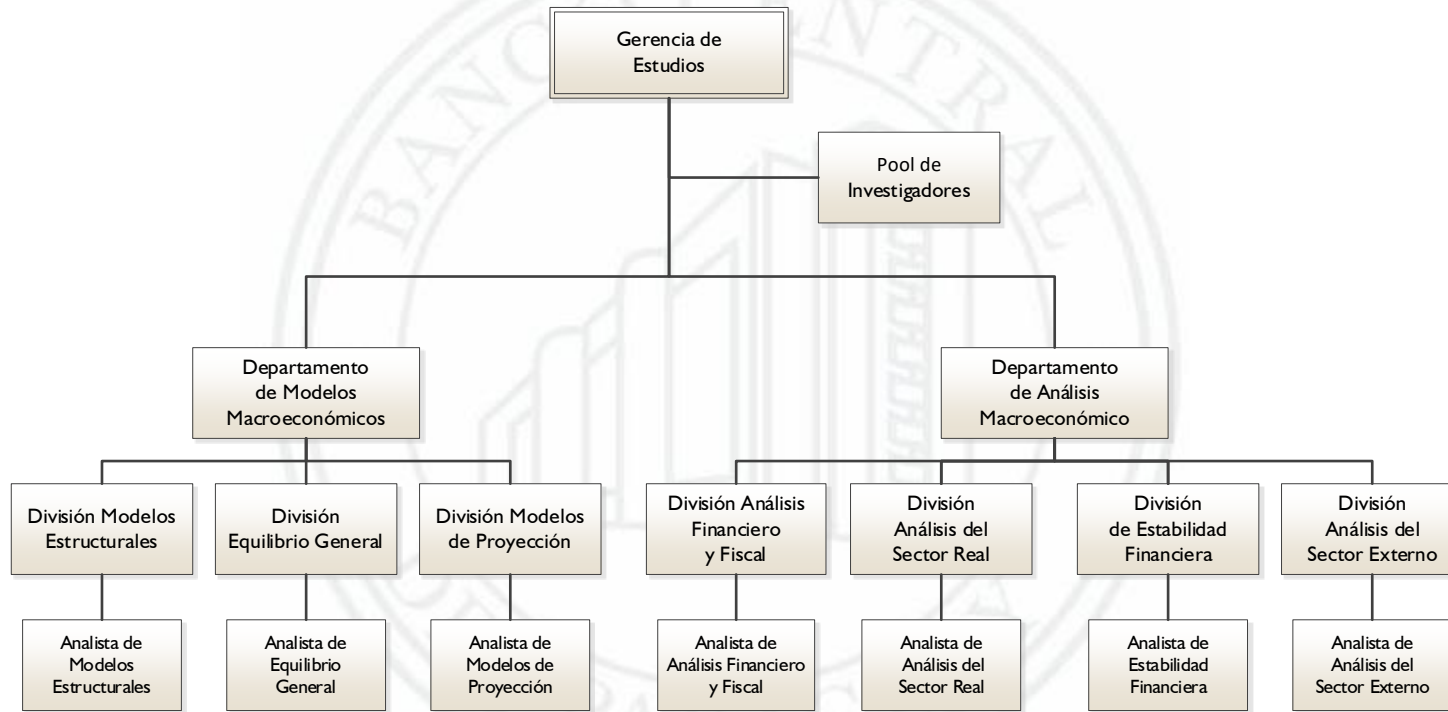 Gerencia de
Estudios
Pool de
Investigadores
Departamento
de Modelos
Macroeconómicos
Departamento
de Análisis
Macroeconómico
División Modelos
Estructurales
División
Equilibrio General
División Modelos
de Proyección
División Análisis
Financiero
y Fiscal
División
Análisis del
Sector Real
División
de Estabilidad
Financiera
División
Análisis del
Sector Externo
Analista de
Modelos
Estructurales
Analista de
Equilibrio
General
Analista de
Modelos de
Proyección
Analista de
Análisis Financiero
y Fiscal
Analista de
Análisis del
Sector Real
Analista de
Estabilidad
Financiera
Analista de
Análisis del
Sector Externo
BANCO CENTRAL